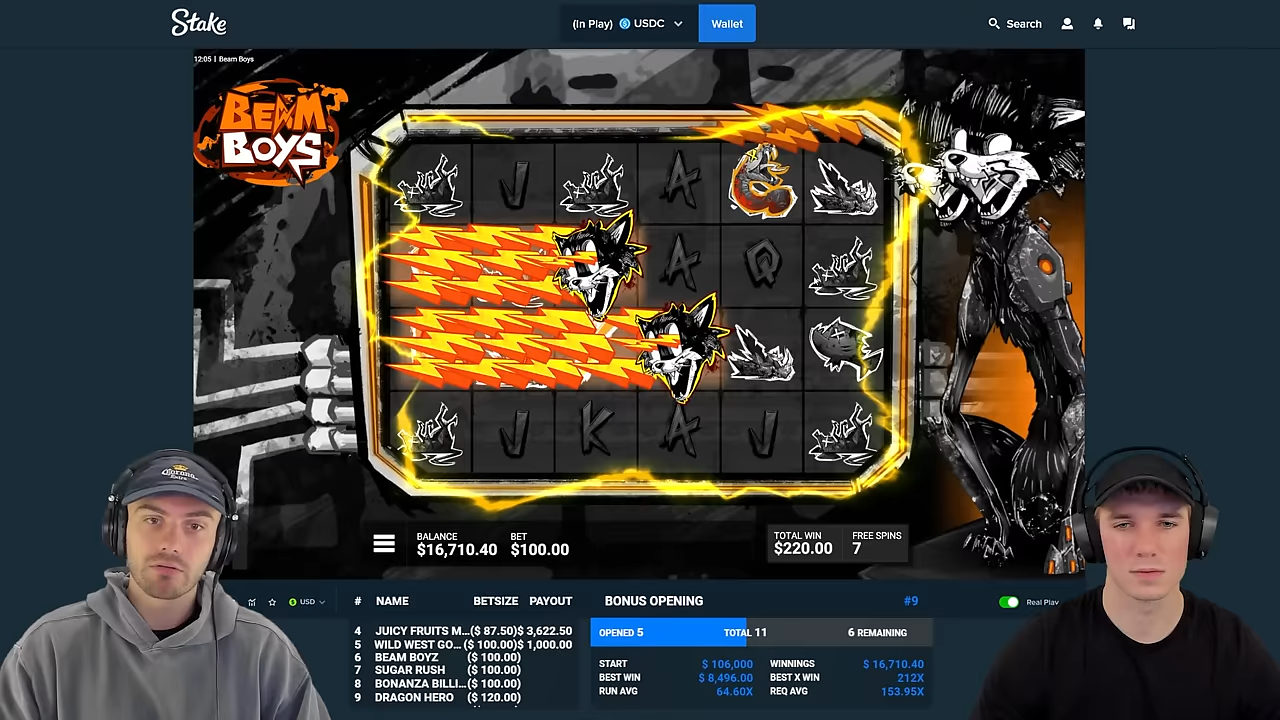 Stake
(In Play) USDC
Wallet
Search
12:05 | Beam Boys
BEAM
BOYS
J
A
A
Q
J
K
A
J
BALANCE
$16,710.40
BET
$100.00
TOTAL WIN
$220.00
FREE SPINS
7
Corona
Extra
USD
# NAME BETSIZE PAYOUT
4 JUICY FRUITS M...($ 87.50)$ 3,622.50
5 WILD WEST GO... ($ 100.00)$ 1,000.00
6 BEAM BOYZ ($ 100.00)
7 SUGAR RUSH ($ 100.00)
8 BONANZA BILLI...($ 100.00)
9 DRAGON HERO ($ 120.00)
BONUS OPENING #9
OPENED 5 TOTAL 11 6 REMAINING
START $ 106,000 WINNINGS $ 16,710.40
BEST WIN $ 8,496.00 BEST X WIN 212X
RUN AVG 64.60X REQ AVG 153.95X
Real Play